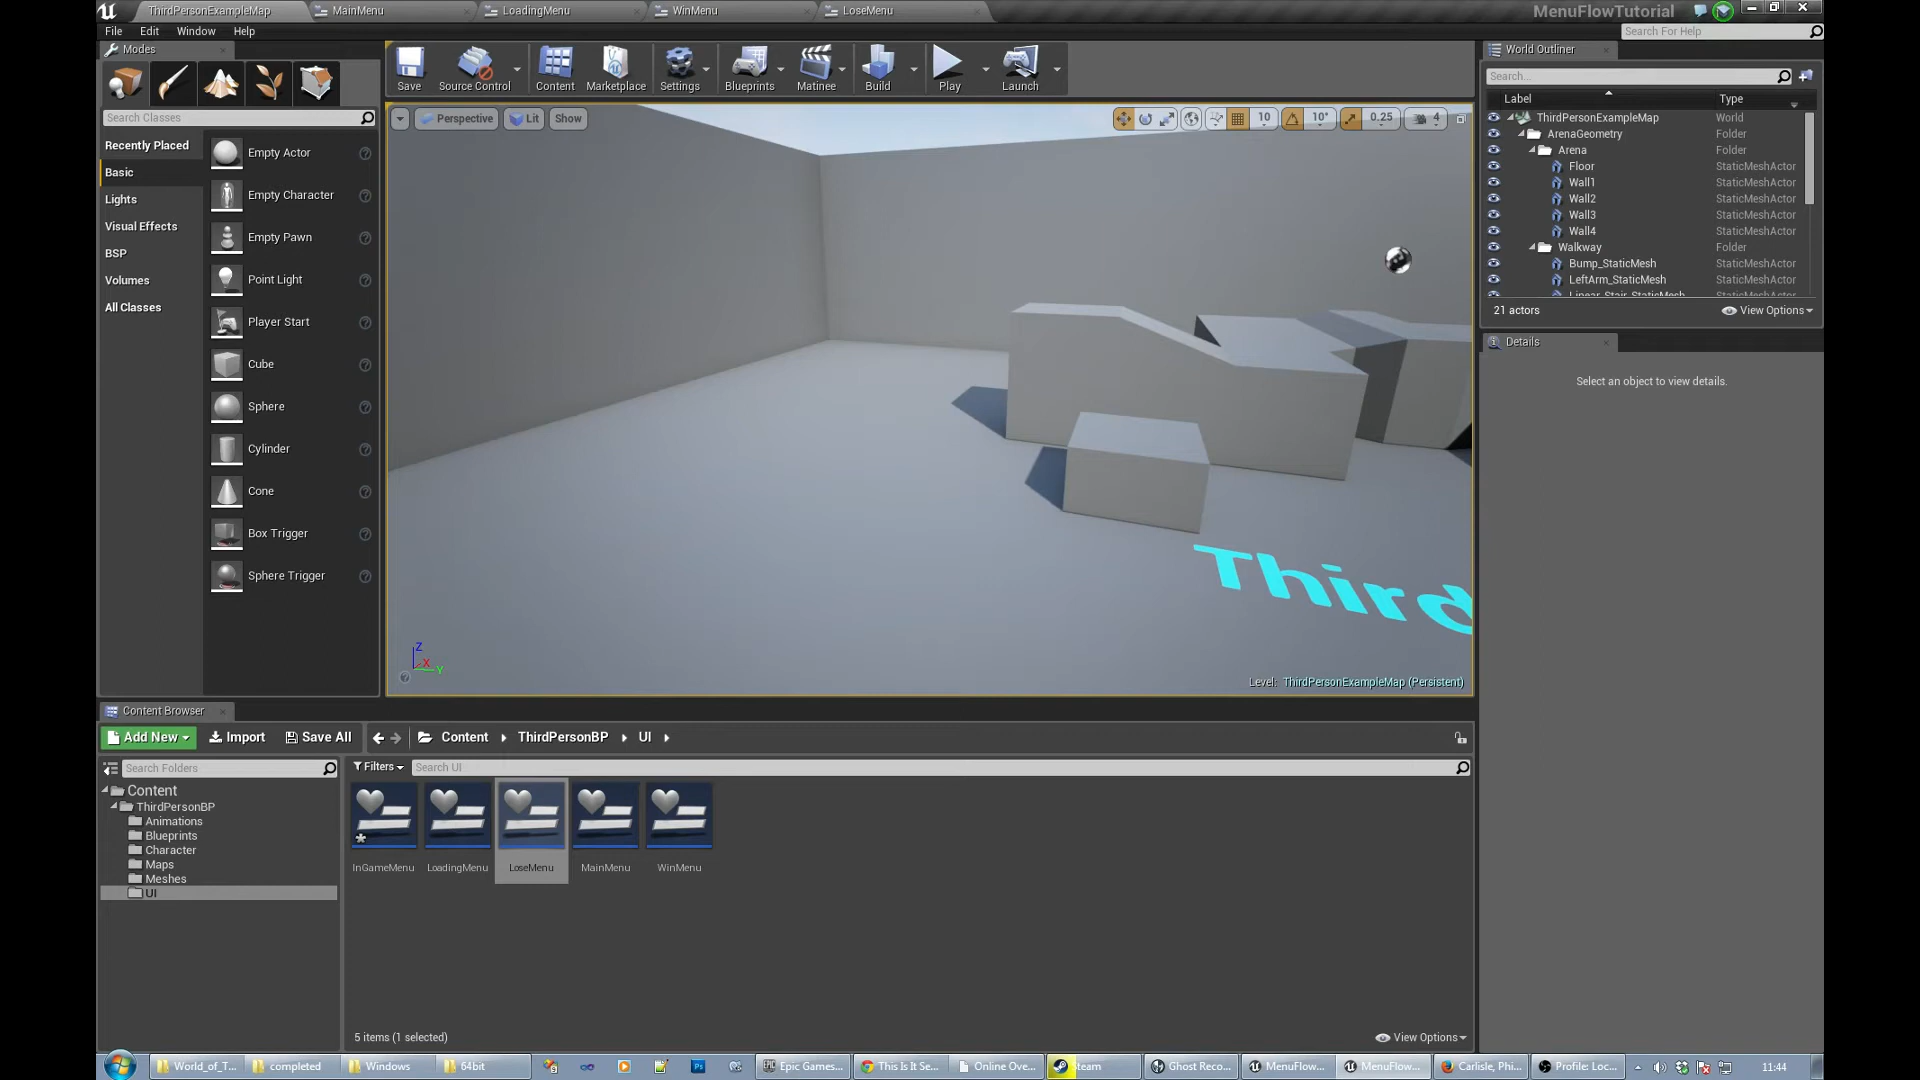 ThirdPersonExampleMap
MainMenu
LoadingMenu
WinMenu
LoseMenu
MenuFlowTutorial
File
Edit
Window
Help
Search For Help
Modes
Save
Source Control
Content
Marketplace
Settings
Blueprints
Matinee
Build
Play
Launch
World Outliner
Search...
Label
Type
ThirdPersonExampleMap World
ArenaGeometry Folder
Arena Folder
Floor StaticMeshActor
Wall1 StaticMeshActor
Wall2 StaticMeshActor
Wall3 StaticMeshActor
Wall4 StaticMeshActor
Walkway Folder
Bump_StaticMesh StaticMeshActor
LeftArm_StaticMesh StaticMeshActor
Linear_Stair_StaticMesh StaticMeshActor
21 actors
View Options
Details
Select an object to view details.
Search Classes
Recently Placed
Basic
Lights
Visual Effects
BSP
Volumes
All Classes
Empty Actor
Empty Character
Empty Pawn
Point Light
Player Start
Cube
Sphere
Cylinder
Cone
Box Trigger
Sphere Trigger
Perspective
Lit
Show
10
10°
0.25
4
Third
Z
X
Y
Level: ThirdPersonExampleMap (Persistent)
Content Browser
Add New
Import
Save All
Content
ThirdPersonBP
UI
Search Folders
Filters
Search UI
Content
ThirdPersonBP
Animations
Blueprints
Character
Maps
Meshes
UI
InGameMenu
LoadingMenu
LoseMenu
MainMenu
WinMenu
5 items (1 selected)
View Options
World_of_T...
completed
Windows
64bit
Epic Games...
This Is It Se...
Online Ove...
Steam
Ghost Reco...
MenuFlow...
MenuFlow...
Carlisle, Phi...
Profile: Loc...
11:44